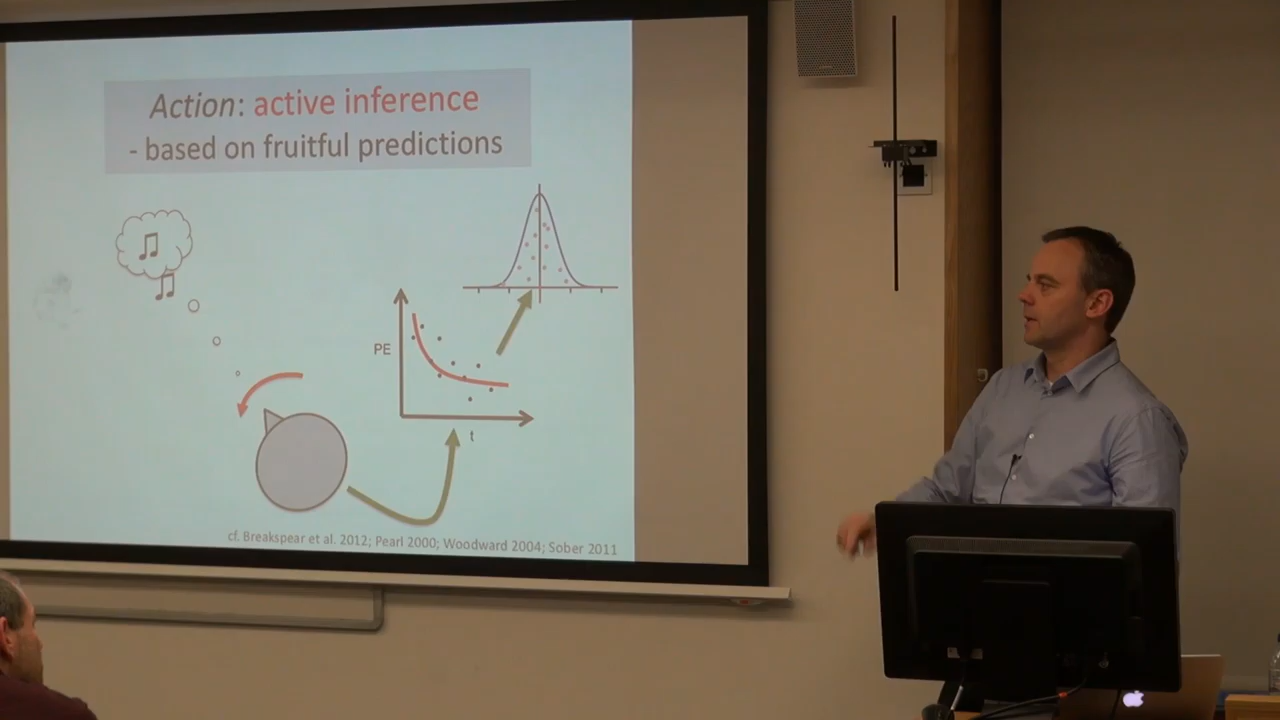 Action: active inference
- based on fruitful predictions
PE
t
cf. Breakspear et al. 2012; Pearl 2000; Woodward 2004; Sober 2011